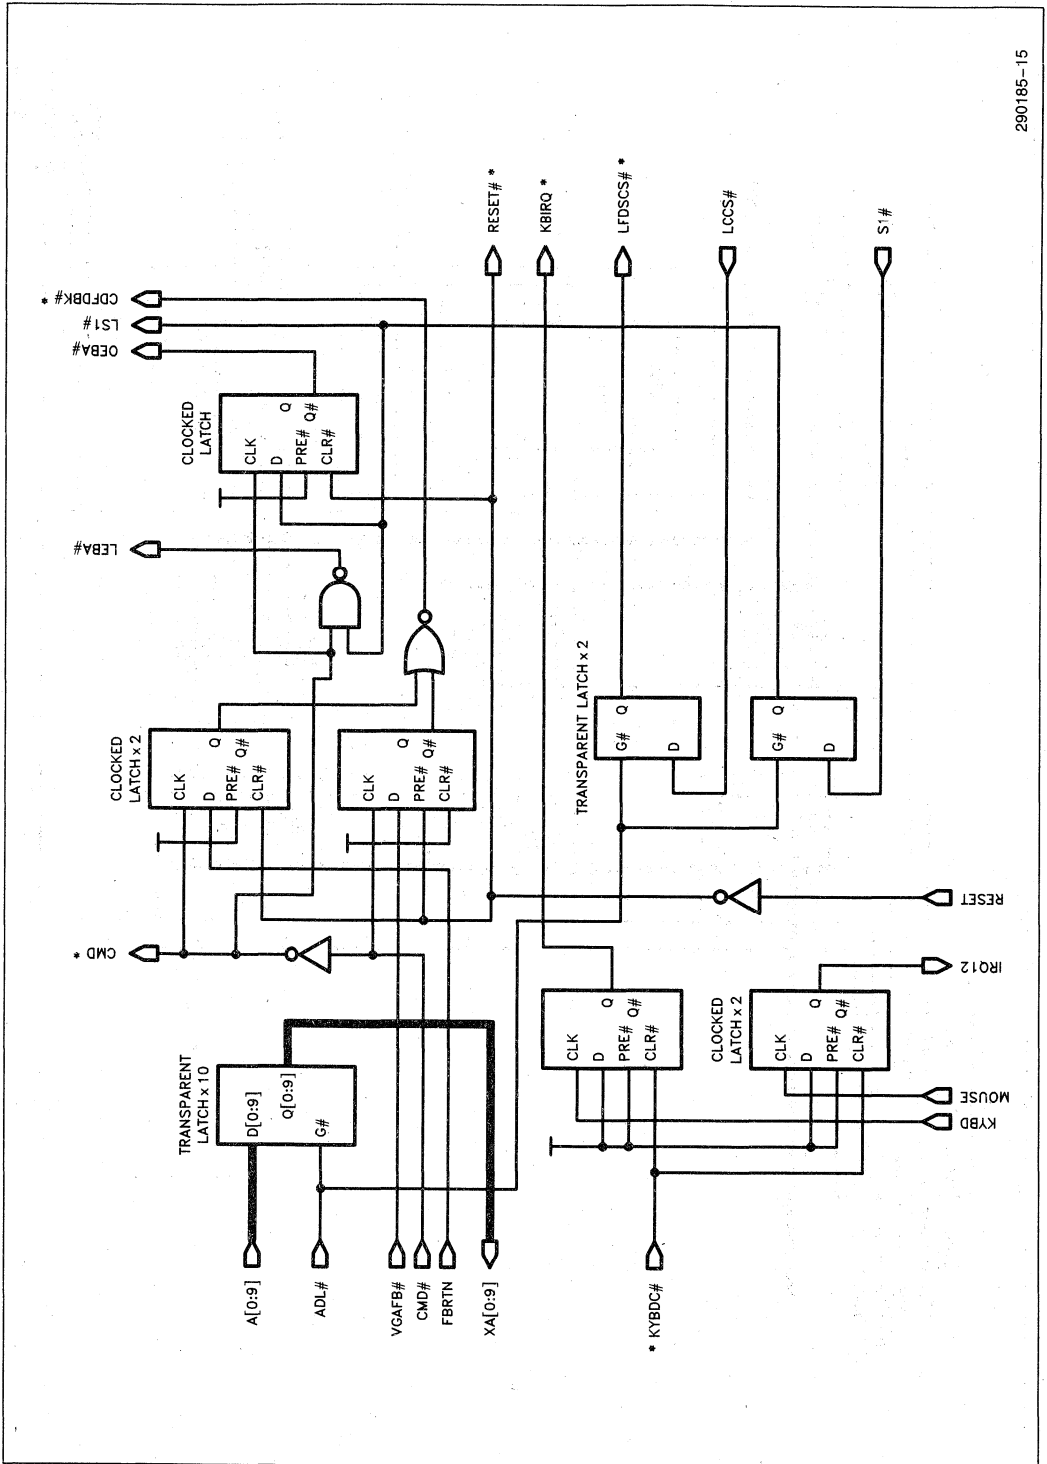 290185-15
CDFDBK# *
LS1#
OEBA#
LEBA#
CMD *
CLOCKED
LATCH
CLK
D
PRE#
CLR#
Q
Q#
CLOCKED
LATCH x 2
CLK
D
PRE#
CLR#
Q
Q#
CLK
D
PRE#
CLR#
Q
Q#
TRANSPARENT
LATCH x 10
D[0:9]
Q[0:9]
G#
A[0:9]
ADL#
VGAFB#
CMD#
FBRTN
XA[0:9]
* KYBDC#
RESET# *
KBIRQ *
LFDSCS# *
LCCS#
S1#
TRANSPARENT LATCH x 2
G#
D
Q
G#
D
Q
CLK
D
PRE#
CLR#
Q
Q#
CLOCKED
LATCH x 2
CLK
D
PRE#
CLR#
Q
Q#
RESET
IRQ12
MOUSE
KYBD